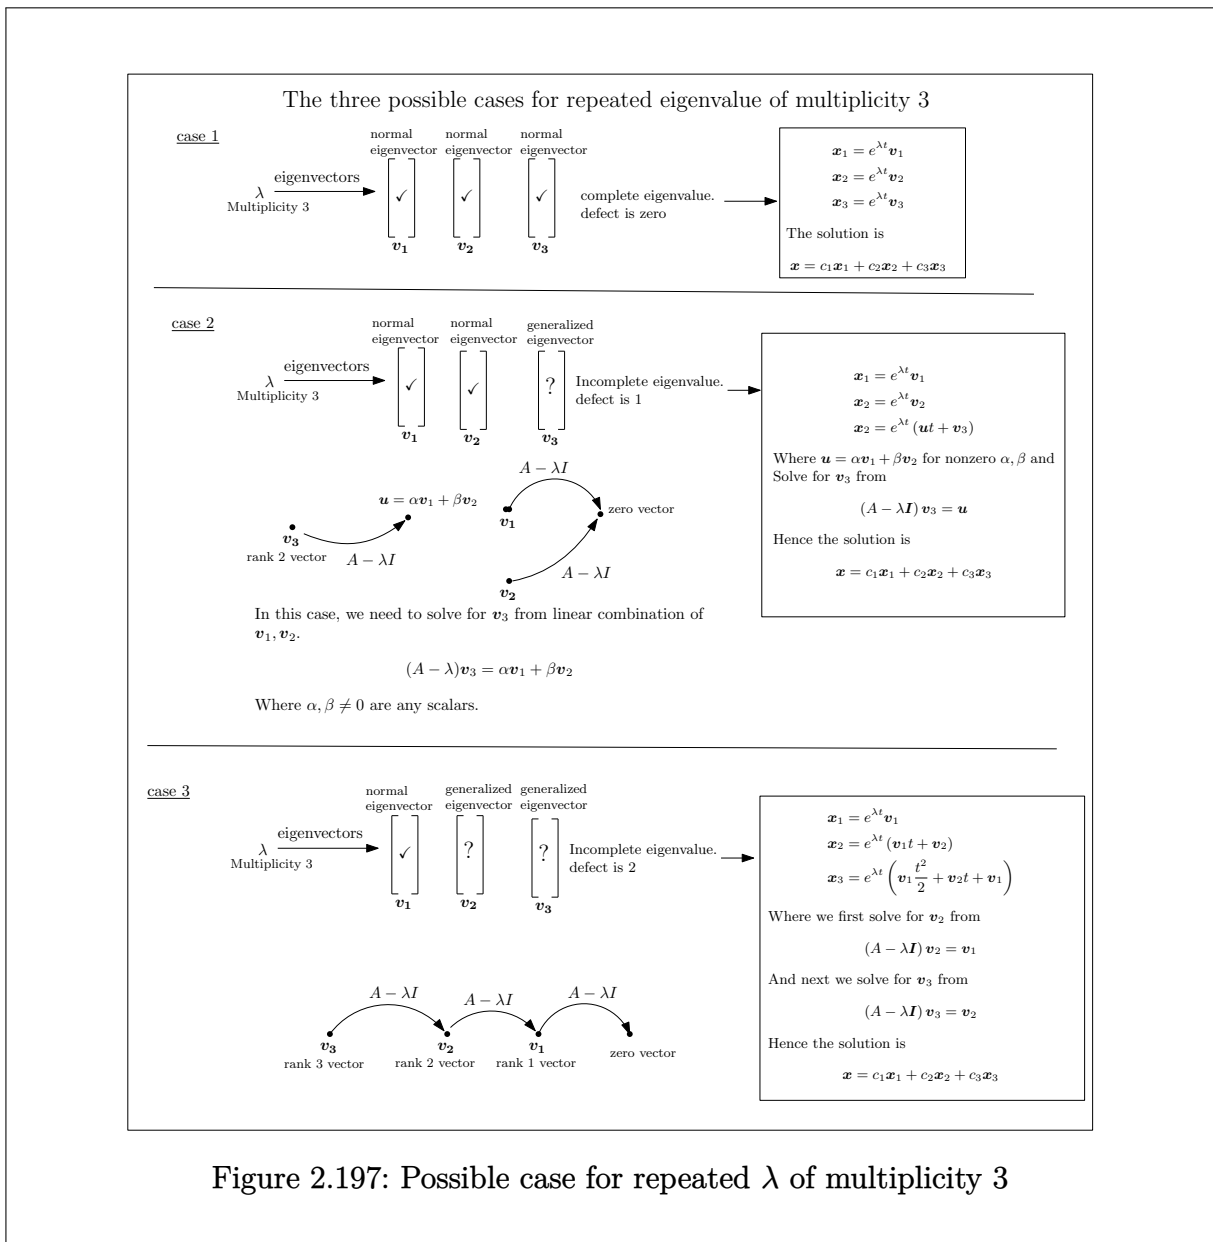 The three possible cases for repeated eigenvalue of multiplicity 3
case 1
normal normal normal
eigenvector eigenvector eigenvector
eigenvectors
λ
Multiplicity 3
✓ ✓ ✓
v₁ v₂ v₃
complete eigenvalue.
defect is zero
x₁ = e^{λt}v₁
x₂ = e^{λt}v₂
x₃ = e^{λt}v₃
The solution is
x = c₁x₁ + c₂x₂ + c₃x₃
case 2
normal normal generalized
eigenvector eigenvector eigenvector
eigenvectors
λ
Multiplicity 3
✓ ✓ ?
v₁ v₂ v₃
Incomplete eigenvalue.
defect is 1
x₁ = e^{λt}v₁
x₂ = e^{λt}v₂
x₂ = e^{λt} (ut + v₃)
Where u = αv₁ + βv₂ for nonzero α, β and
Solve for v₃ from
(A − λI) v₃ = u
Hence the solution is
x = c₁x₁ + c₂x₂ + c₃x₃
v₃
rank 2 vector
A − λI
u = αv₁ + βv₂
A − λI
v₁
zero vector
A − λI
v₂
In this case, we need to solve for v₃ from linear combination of
v₁, v₂.
(A − λ)v₃ = αv₁ + βv₂
Where α, β ≠ 0 are any scalars.
case 3
normal generalized generalized
eigenvector eigenvector eigenvector
eigenvectors
λ
Multiplicity 3
✓ ? ?
v₁ v₂ v₃
Incomplete eigenvalue.
defect is 2
x₁ = e^{λt}v₁
x₂ = e^{λt} (v₁t + v₂)
x₃ = e^{λt} (v₁ t²/2 + v₂t + v₁)
Where we first solve for v₂ from
(A − λI) v₂ = v₁
And next we solve for v₃ from
(A − λI) v₃ = v₂
Hence the solution is
x = c₁x₁ + c₂x₂ + c₃x₃
A − λI A − λI A − λI
v₃ v₂ v₁
rank 3 vector rank 2 vector rank 1 vector zero vector
Figure 2.197: Possible case for repeated λ of multiplicity 3